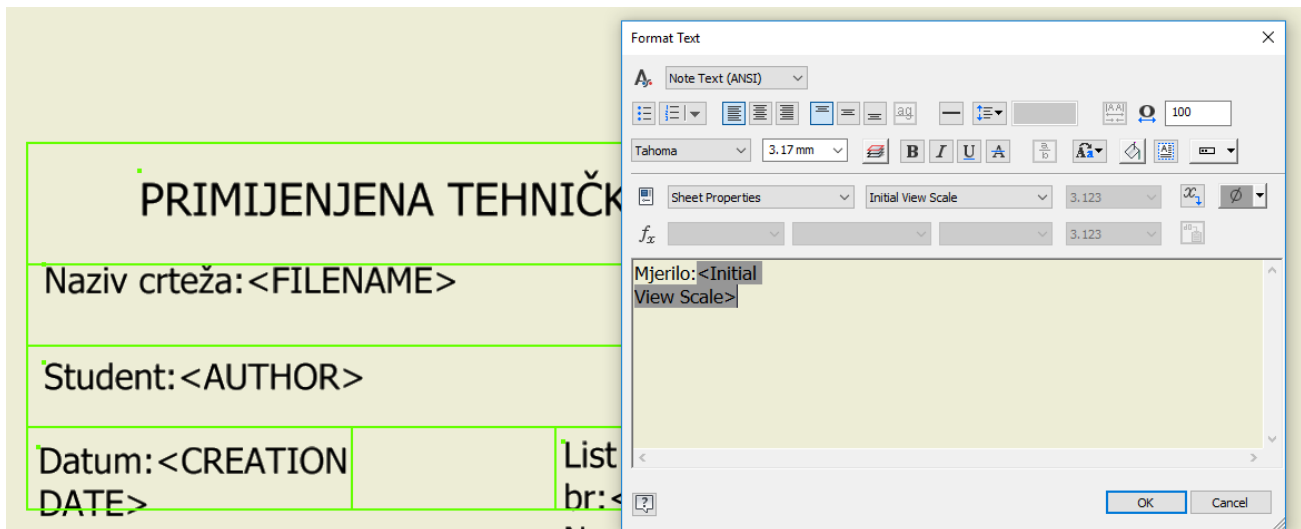 Format Text
Note Text (ANSI)
100
Tahoma
3.17 mm
B I U A
Sheet Properties
Initial View Scale
3.123
3.123
Mjerilo:<Initial
View Scale>
OK
Cancel
PRIMIJENJENA TEHNIČK
Naziv crteža:<FILENAME>
Student:<AUTHOR>
Datum:<CREATION
DATE>
List
br:<